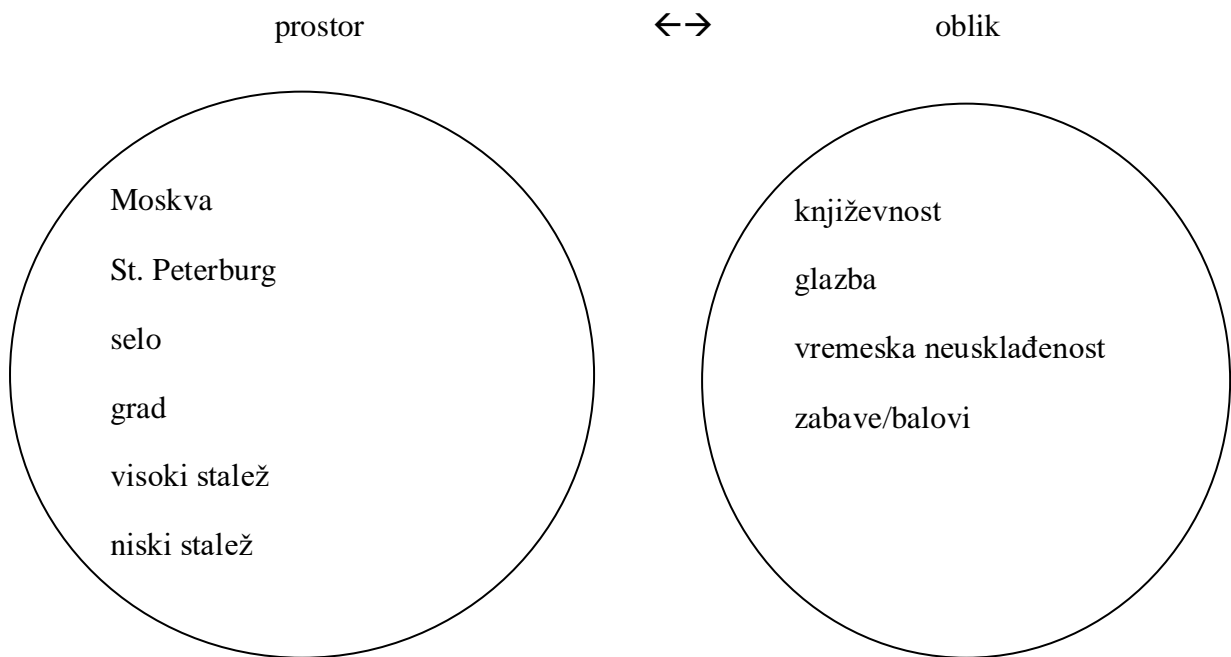 prostor ←→ oblik
Moskva
St. Peterburg
selo
grad
visoki stalež
niski stalež
književnost
glazba
vremeska neusklađenost
zabave/balovi